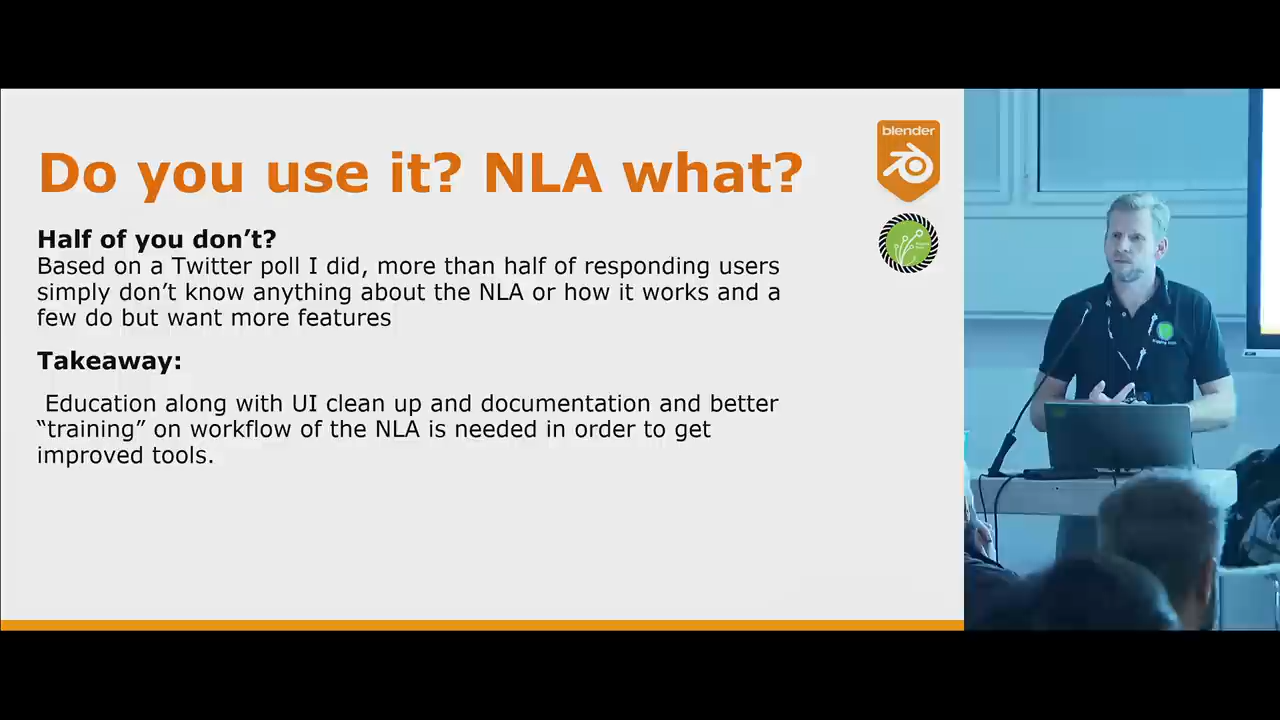 Do you use it? NLA what?
blender
Half of you don’t?
Based on a Twitter poll I did, more than half of responding users
simply don’t know anything about the NLA or how it works and a
few do but want more features
Takeaway:
Education along with UI clean up and documentation and better
“training” on workflow of the NLA is needed in order to get
improved tools.